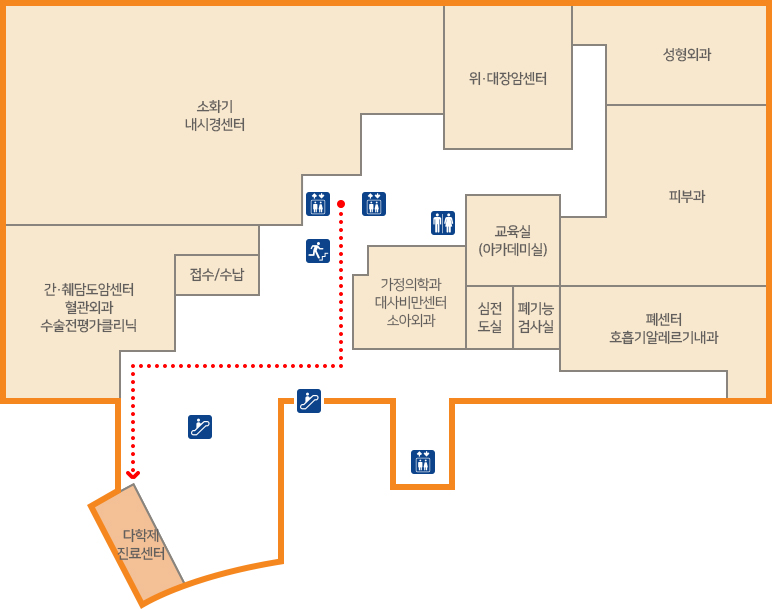 성형외과
위·대장암센터
소화기
내시경센터
피부과
교육실
(아카데미실)
접수/수납
간·췌담도암센터
혈관외과
수술전평가클리닉
가정의학과
대사비만센터
소아외과
심전
도실
폐기능
검사실
폐센터
호흡기알레르기내과
다학제
진료센터